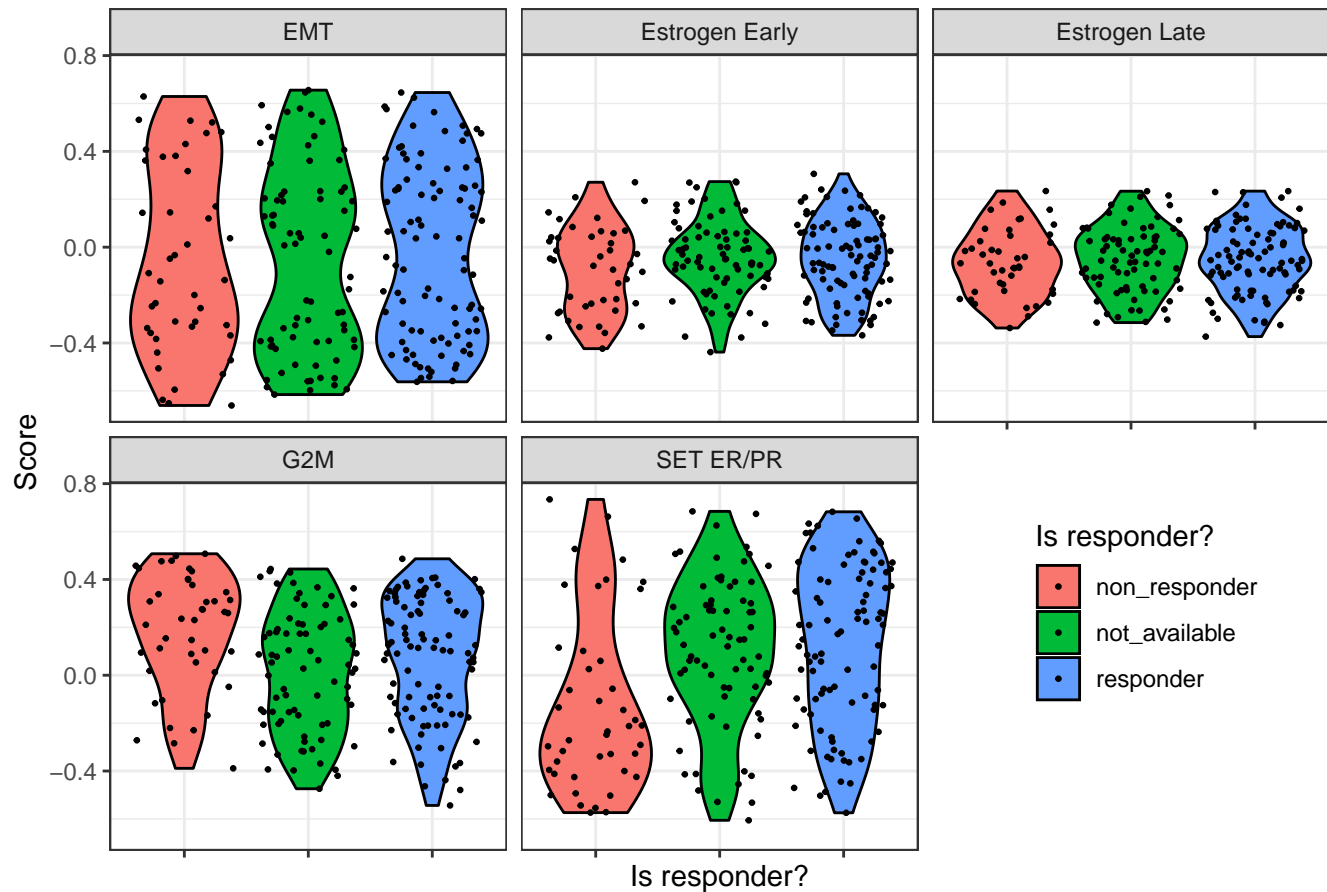 EMT
Estrogen Early
Estrogen Late
0.8
0.4
0.0
−0.4
Score
G2M
SET ER/PR
0.8
0.4
0.0
−0.4
Is responder?
non_responder
not_available
responder
Is responder?